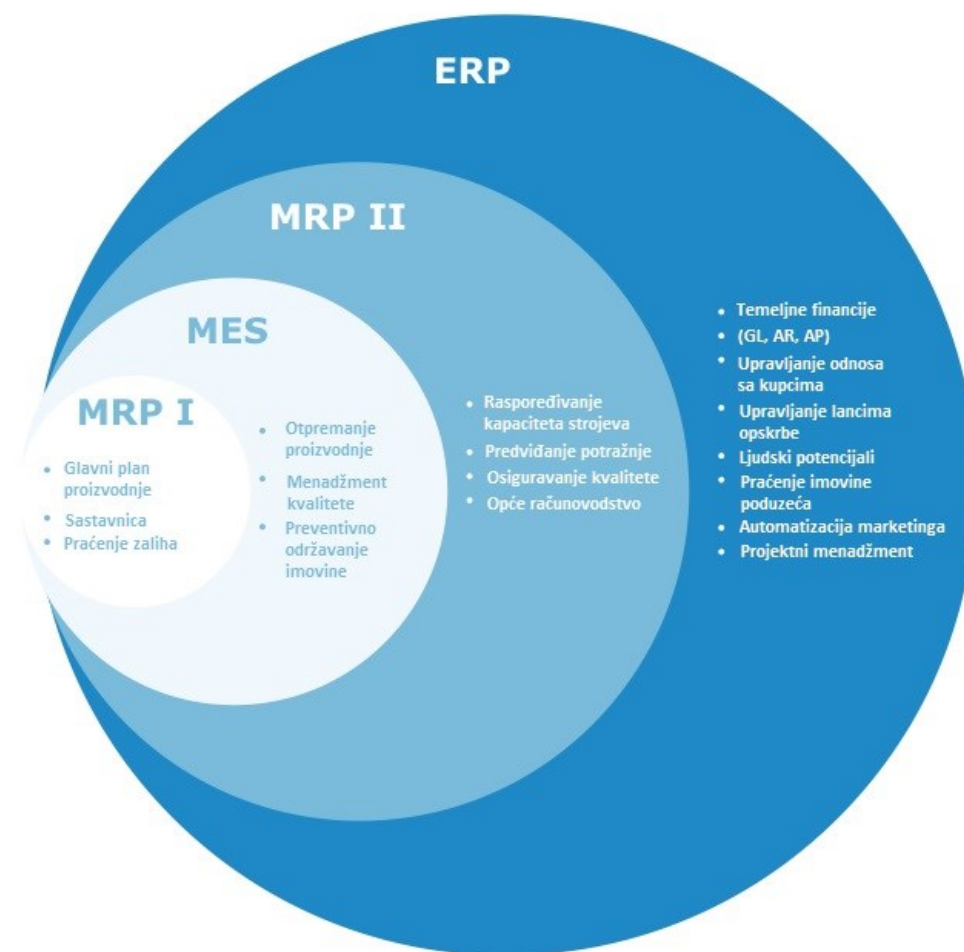 ERP
MRP II
MES
MRP I
• Glavni plan
proizvodnje
• Sastavnica
• Praćenje zaliha
• Otpremanje
proizvodnje
• Menadžment
kvalitete
• Preventivno
održavanje
imovine
• Raspoređivanje
kapaciteta strojeva
• Predviđanje potražnje
• Osiguravanje kvalitete
• Opće računovodstvo
• Temeljne financije
• (GL, AR, AP)
• Upravljanje odnosa
sa kupcima
• Upravljanje lancima
opskrbe
• Ljudski potencijali
• Praćenje imovine
poduzeća
• Automatizacija marketinga
• Projektni menadžment